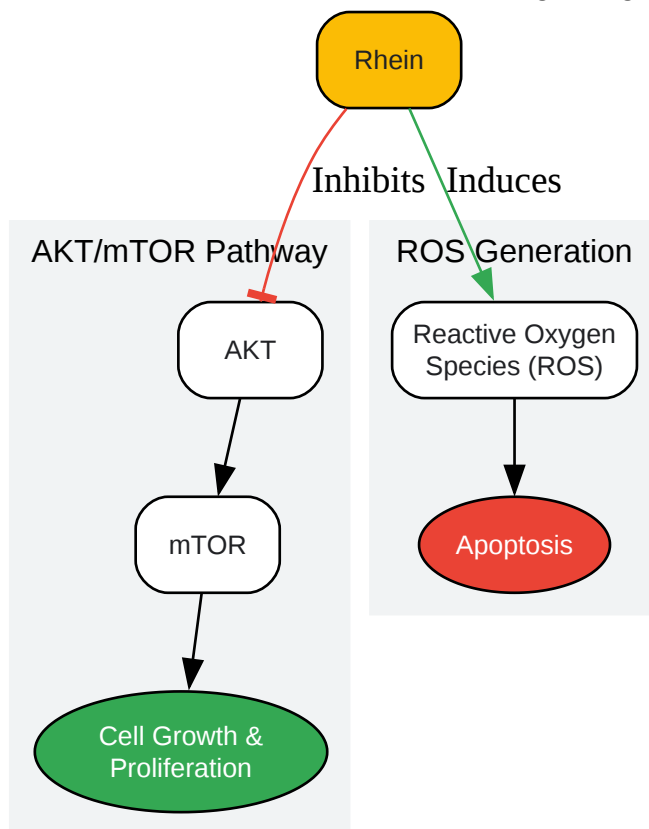 Rhein
Inhibits
Induces
AKT/mTOR Pathway
ROS Generation
AKT
Reactive Oxygen
Species (ROS)
mTOR
Apoptosis
Cell Growth &
Proliferation